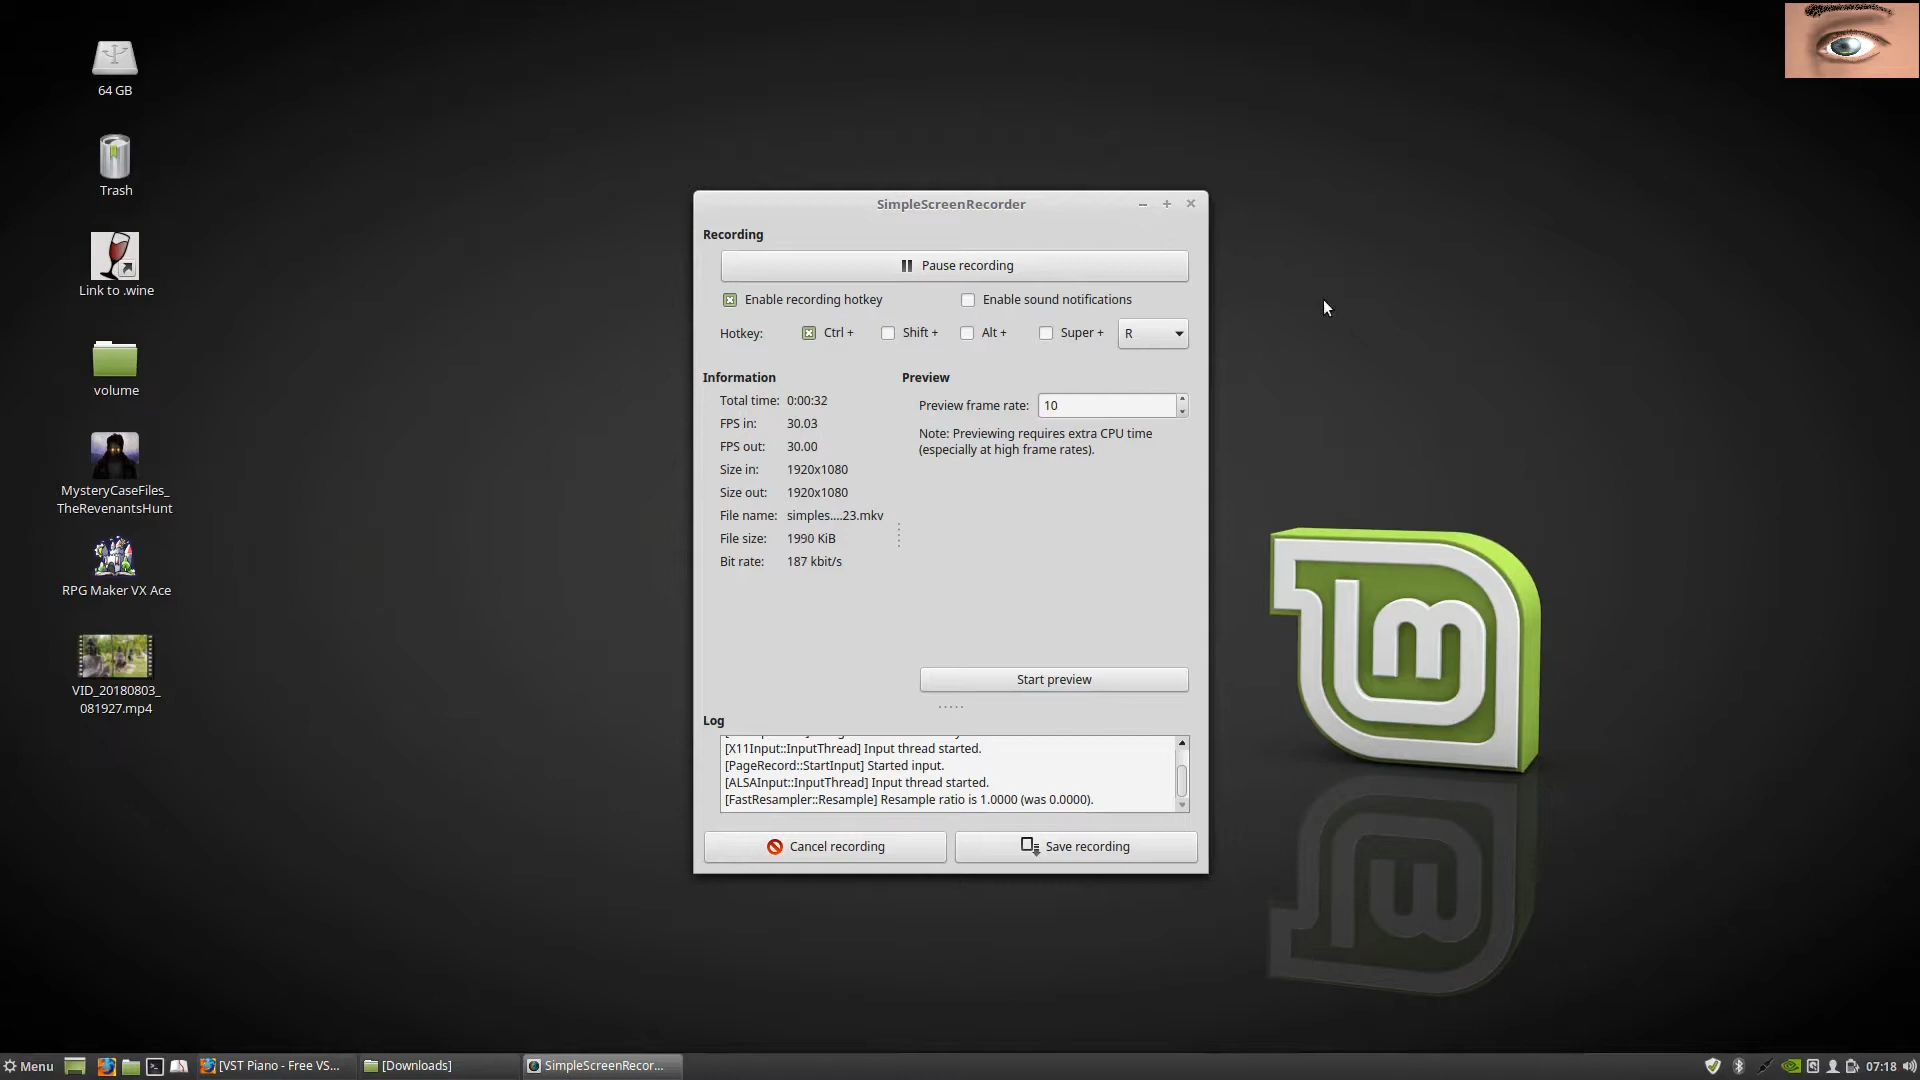 64 GB
Trash
Link to .wine
volume
MysteryCaseFiles_
TheRevenantsHunt
RPG Maker VX Ace
VID_20180803_
081927.mp4
SimpleScreenRecorder
Recording
Pause recording
Enable recording hotkey
Enable sound notifications
Hotkey:
Ctrl +
Shift +
Alt +
Super +
R
Information
Total time: 0:00:32
FPS in: 30.03
FPS out: 30.00
Size in: 1920x1080
Size out: 1920x1080
File name: simples....23.mkv
File size: 1990 KiB
Bit rate: 187 kbit/s
Preview
Preview frame rate: 10
Note: Previewing requires extra CPU time
(especially at high frame rates).
Start preview
Log
[X11Input::InputThread] Input thread started.
[PageRecord::StartInput] Started input.
[ALSAInput::InputThread] Input thread started.
[FastResampler::Resample] Resample ratio is 1.0000 (was 0.0000).
Cancel recording
Save recording
Menu
[VST Piano - Free VS...
[Downloads]
SimpleScreenRecor...
07:18